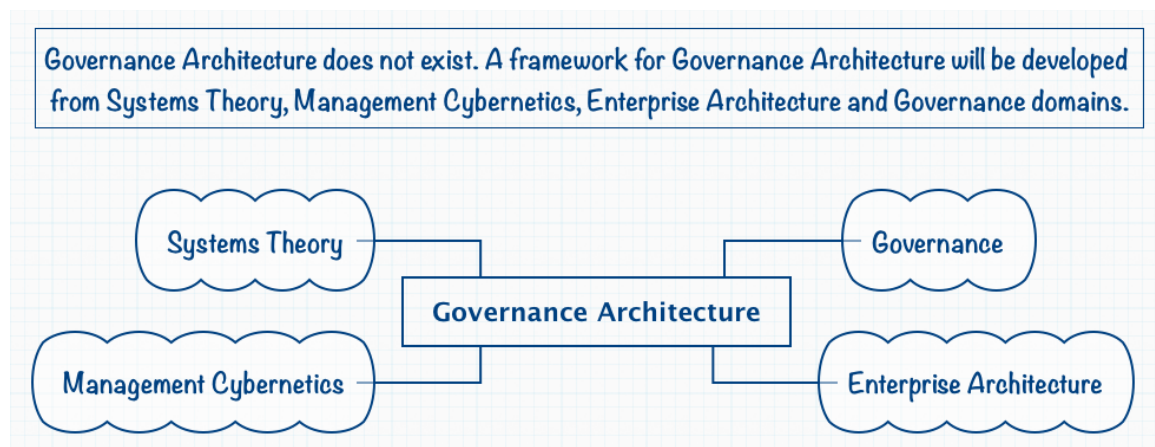 Governance Architecture does not exist. A framework for Governance Architecture will be developed
from Systems Theory, Management Cybernetics, Enterprise Architecture and Governance domains.
Systems Theory
Governance
Governance Architecture
Management Cybernetics
Enterprise Architecture